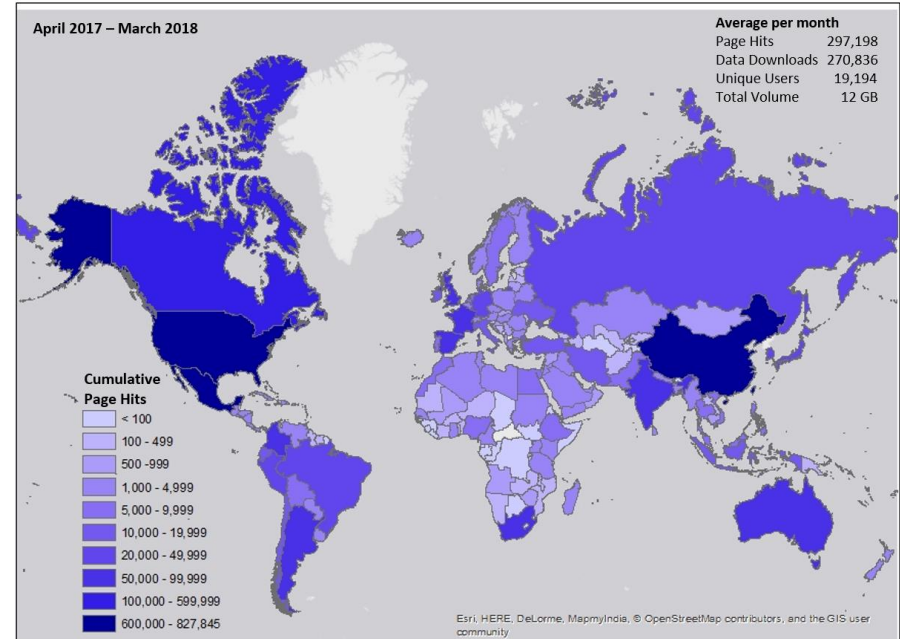 April 2017 – March 2018
Average per month
Page Hits 297,198
Data Downloads 270,836
Unique Users 19,194
Total Volume 12 GB
Cumulative
Page Hits
< 100
100 - 499
500 -999
1,000 - 4,999
5,000 - 9,999
10,000 - 19,999
20,000 - 49,999
50,000 - 99,999
100,000 - 599,999
600,000 - 827,845
Esri, HERE, DeLorme, MapmyIndia, © OpenStreetMap contributors, and the GIS user
community